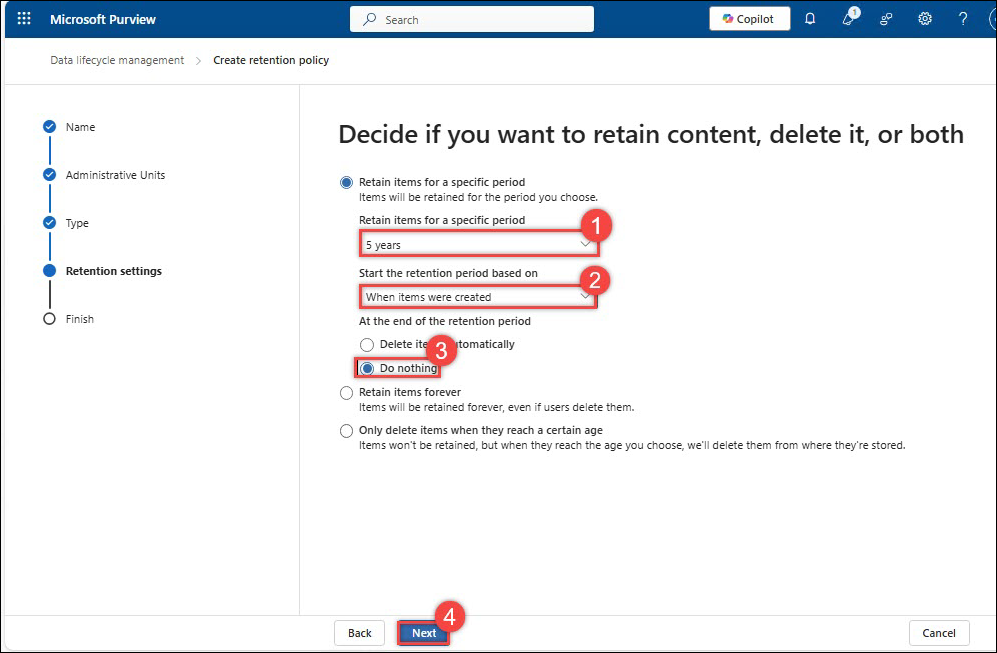 Microsoft Purview
Search
Copilot
1
?
Data lifecycle management > Create retention policy
Name
Administrative Units
Type
Retention settings
Finish
Decide if you want to retain content, delete it, or both
Retain items for a specific period
Items will be retained for the period you choose.
Retain items for a specific period
1
5 years
Start the retention period based on
2
When items were created
At the end of the retention period
Delete ite tomatically
3
Do nothing
Retain items forever
Items will be retained forever, even if users delete them.
Only delete items when they reach a certain age
Items won't be retained, but when they reach the age you choose, we'll delete them from where they're stored.
4
Back
Next
Cancel